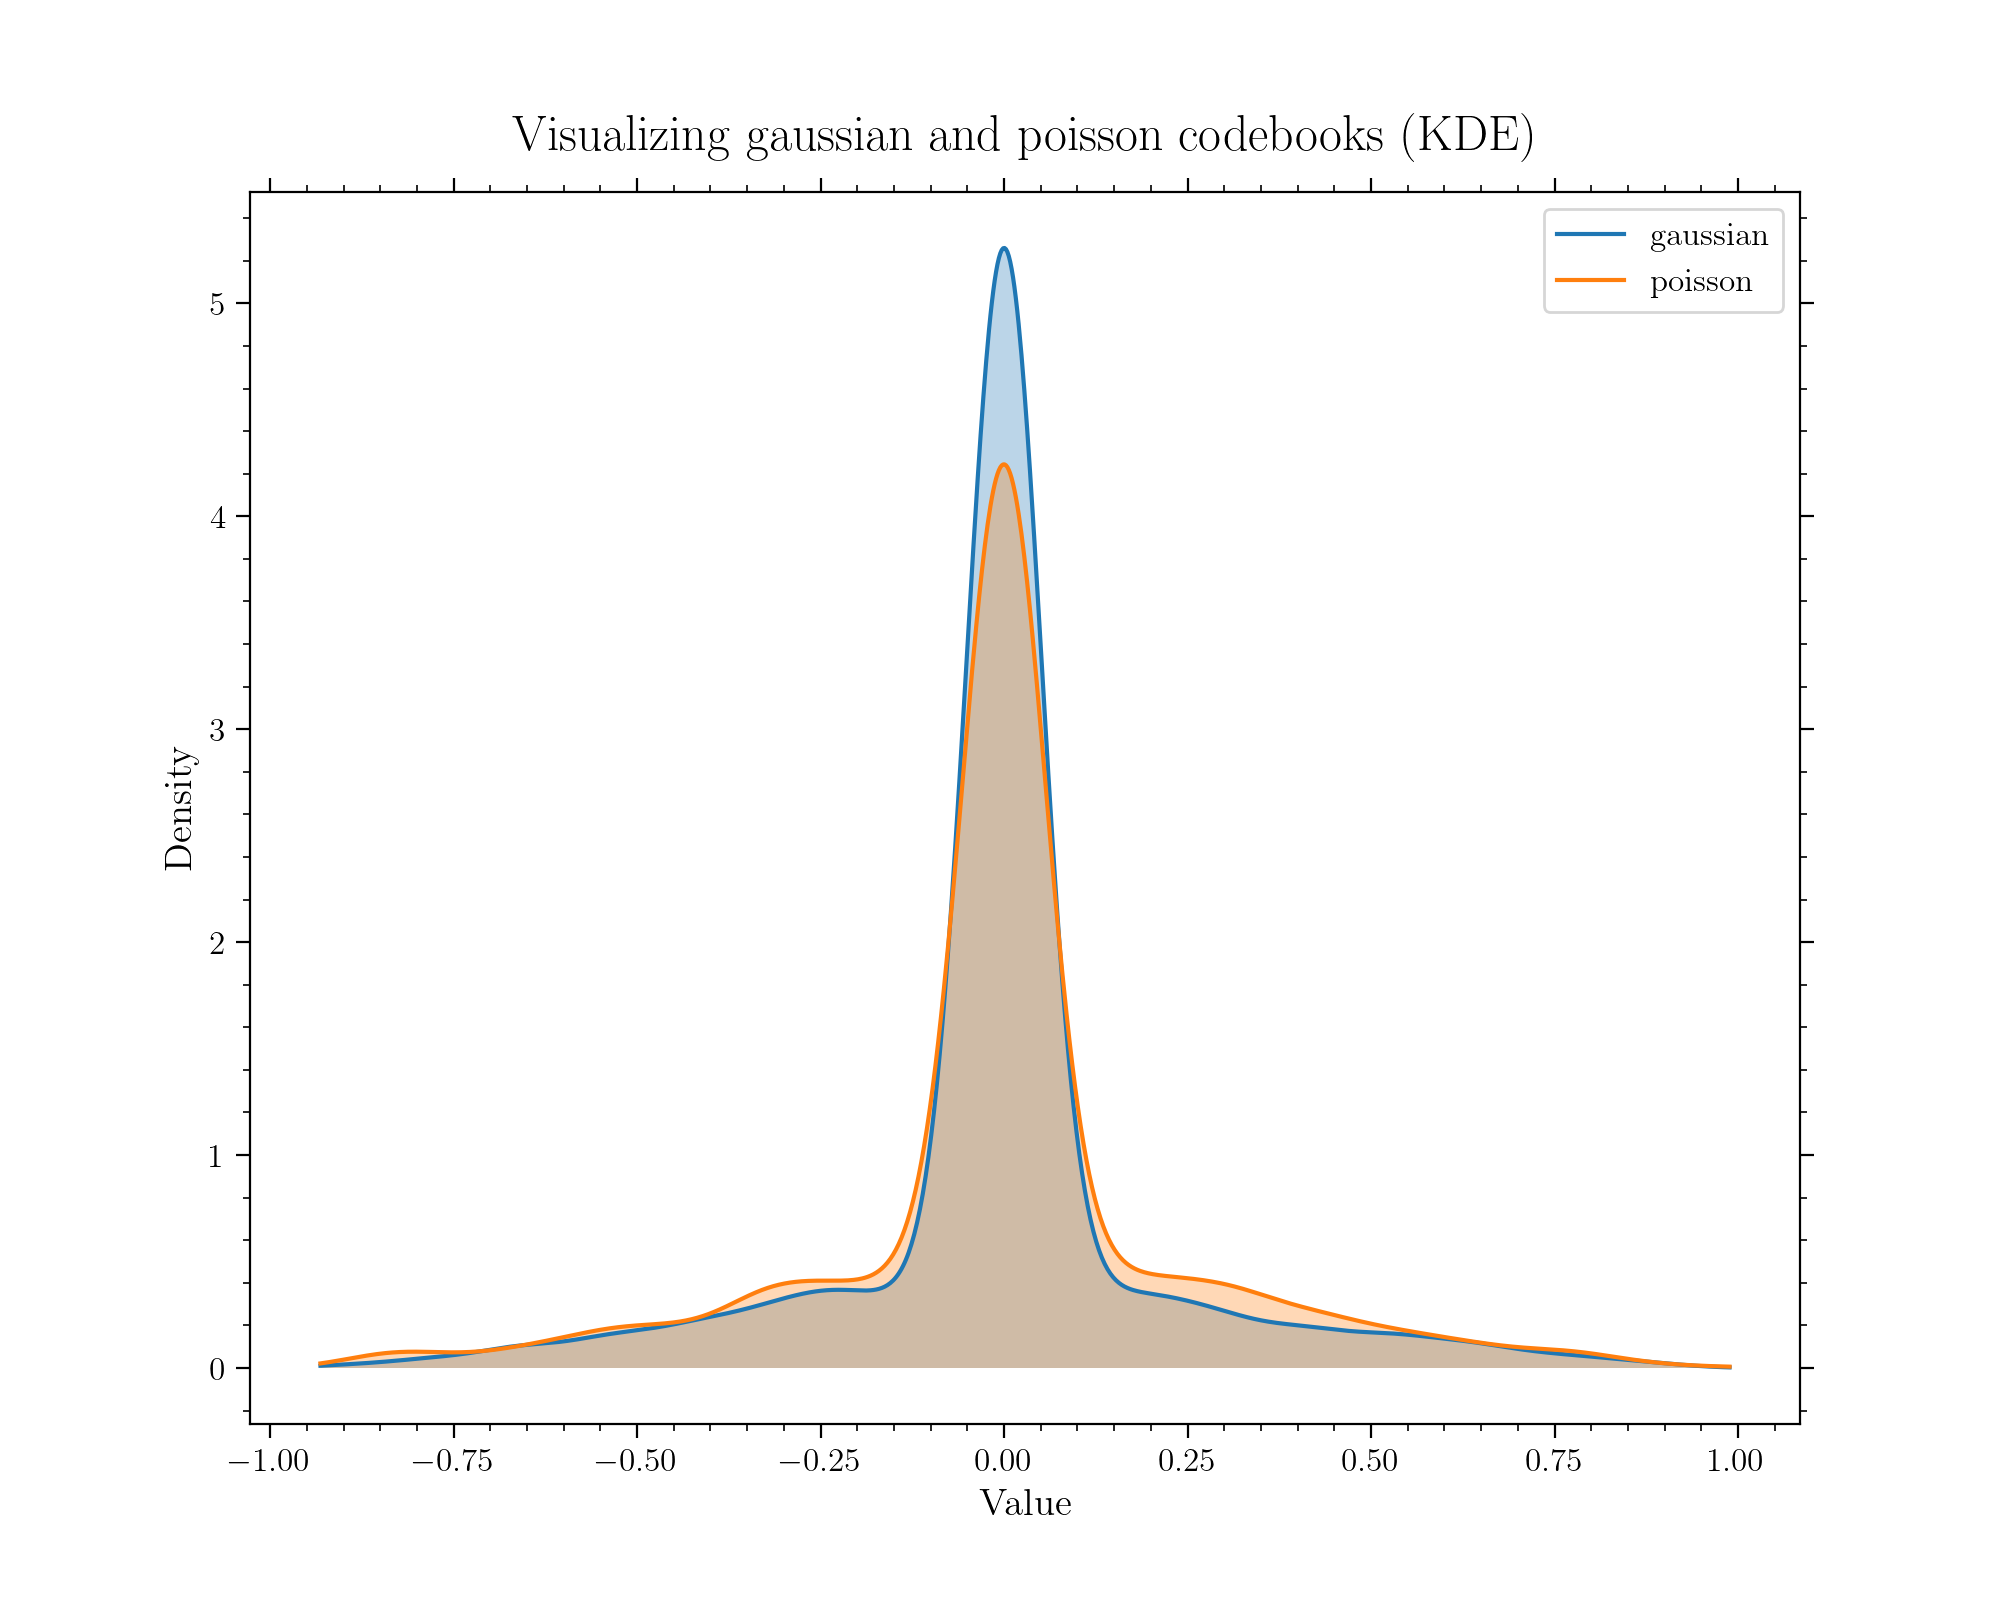 Visualizing gaussian and poisson codebooks (KDE)
gaussian
poisson
5
4
3
2
1
0
Density
−1.00 −0.75 −0.50 −0.25 0.00 0.25 0.50 0.75 1.00
Value